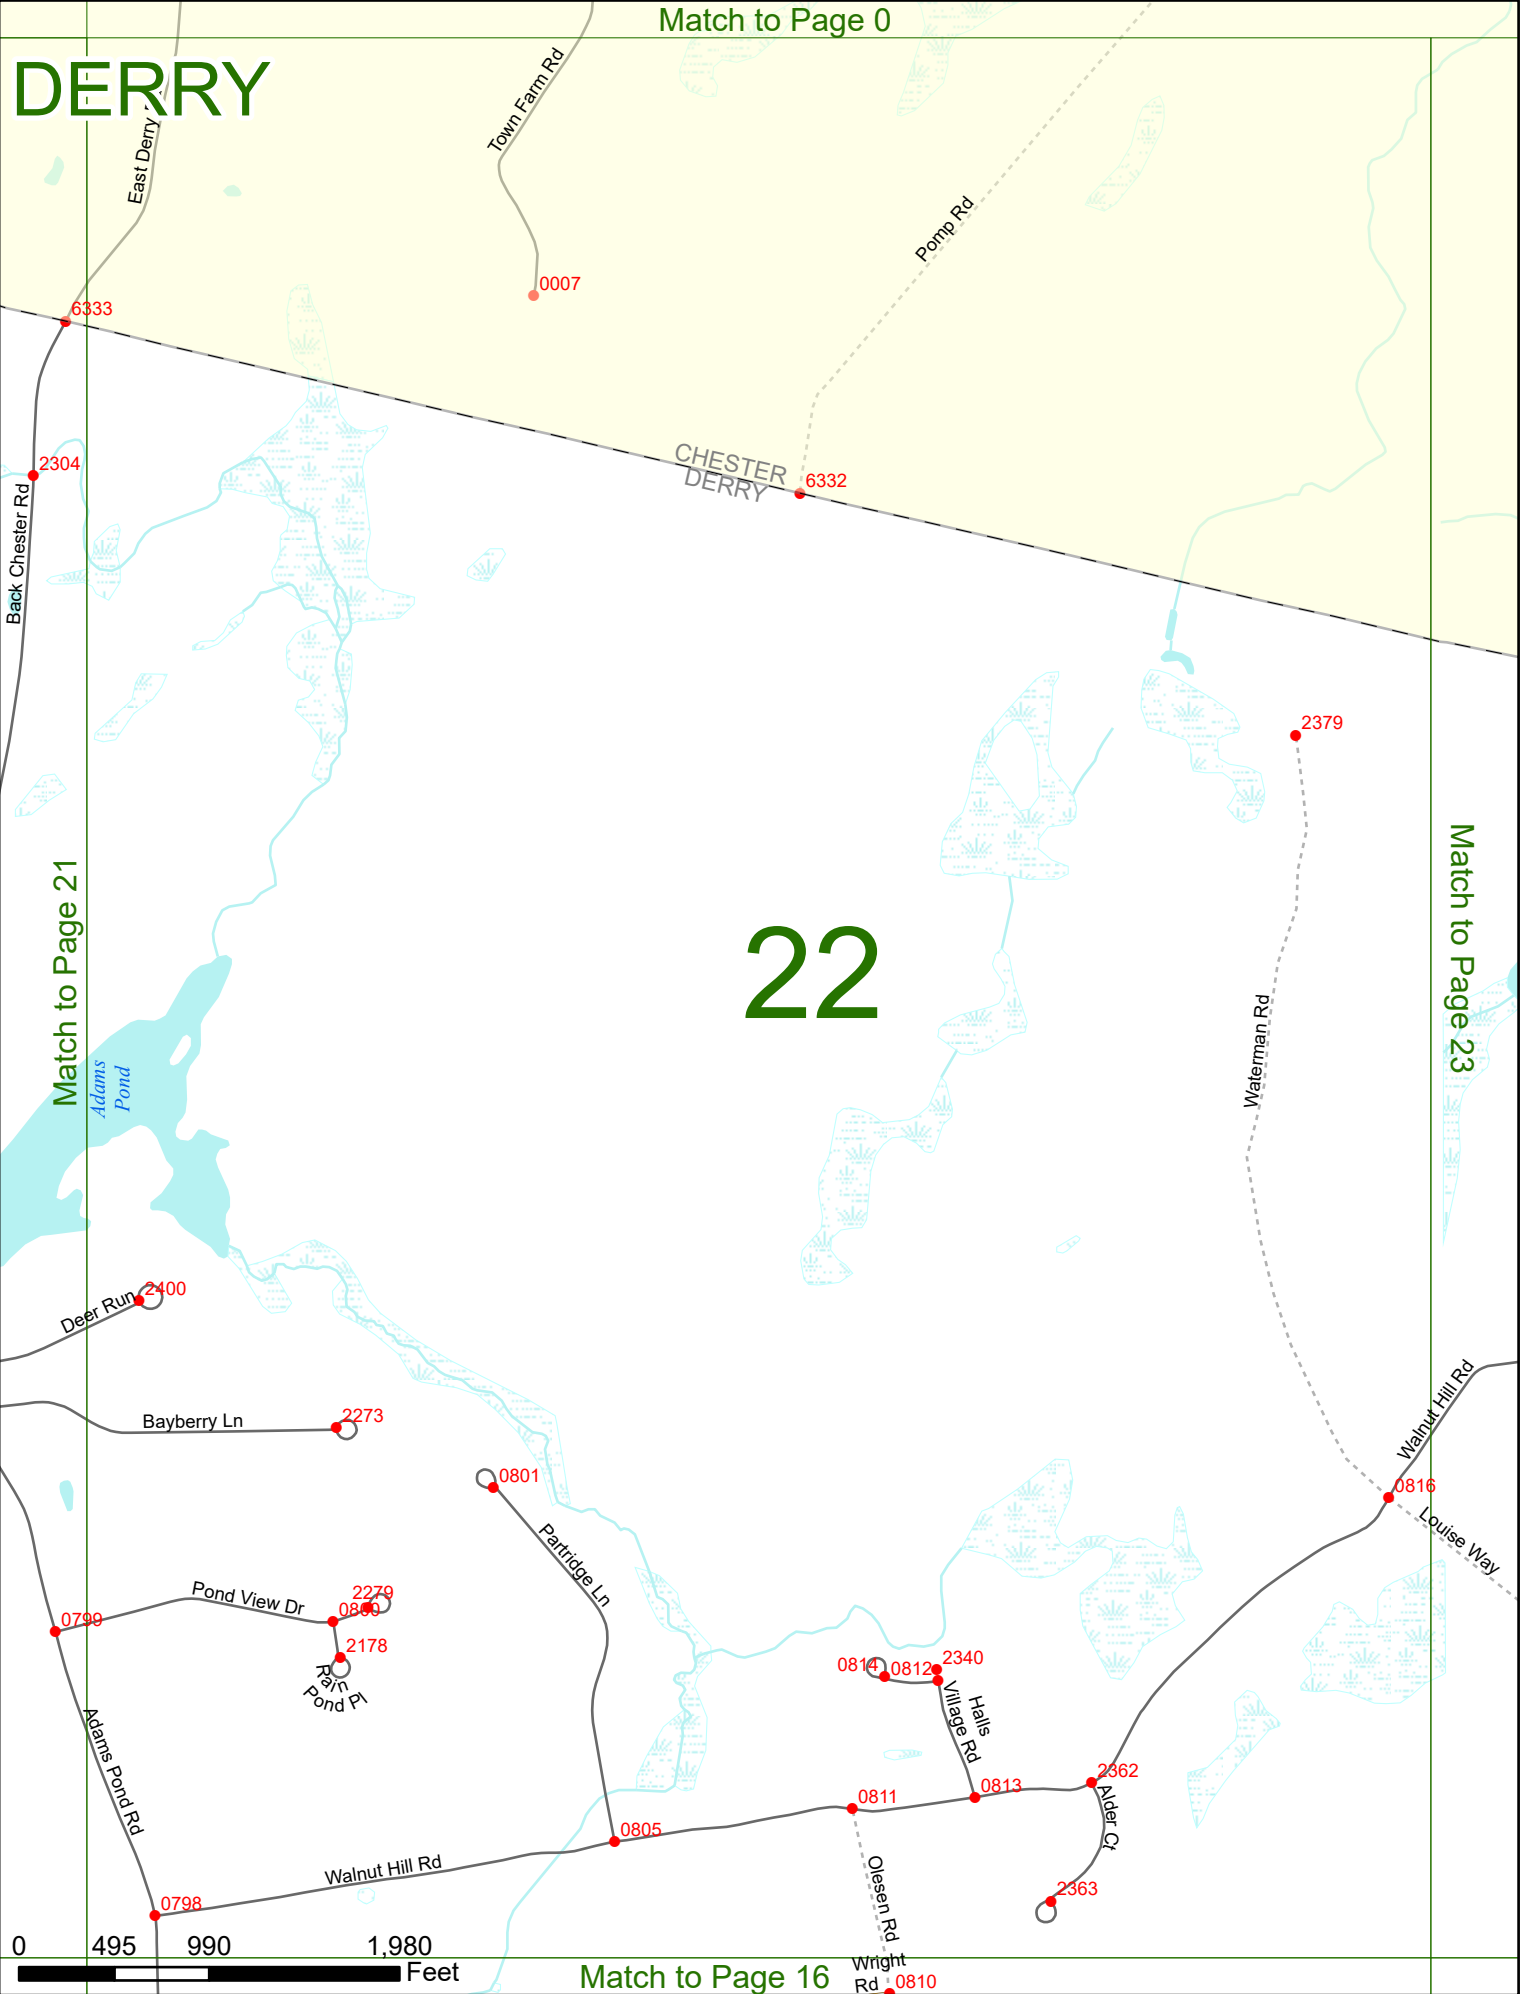 Match to Page 0
DERRY
East Derry
Town Farm Rd
Pomp Rd
0007
6333
CHESTER
DERRY
6332
2304
Back Chester Rd
2379
Match to Page 21
Match to Page 23
22
Waterman Rd
Adams
Pond
Deer Run
2400
Bayberry Ln
2273
0801
Partridge Ln
Walnut Hill Rd
0816
Louise Way
Pond View Dr
2279
0800
0799
2178
Rain
Pond Pl
0814
0812
2340
Halls
Village Rd
Adams Pond Rd
2362
0813
0811
Alder Ct
0805
Walnut Hill Rd
Olesen Rd
2363
0798
0 495 990 1,980
Feet
Match to Page 16
Wright
Rd
0810